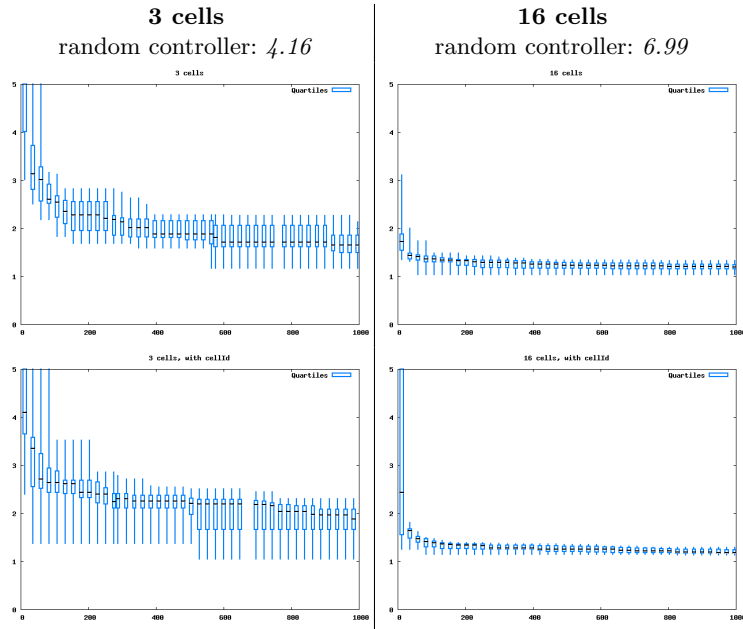 3 cells
random controller: 4.16
16 cells
random controller: 6.99
3 cells
Quartiles
5
4
3
2
1
0
0 200 400 600 800 1000
16 cells
Quartiles
5
4
3
2
1
0
0 200 400 600 800 1000
3 cells, with cellId
Quartiles
5
4
3
2
1
0
0 200 400 600 800 1000
16 cells, with cellId
Quartiles
5
4
3
2
1
0
0 200 400 600 800 1000